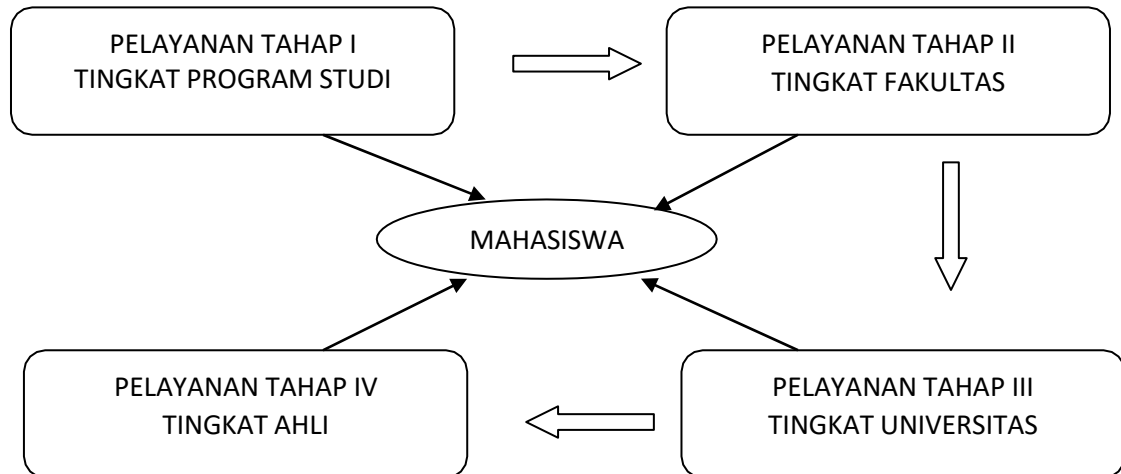 PELAYANAN TAHAP I
TINGKAT PROGRAM STUDI
PELAYANAN TAHAP II
TINGKAT FAKULTAS
MAHASISWA
PELAYANAN TAHAP IV
TINGKAT AHLI
PELAYANAN TAHAP III
TINGKAT UNIVERSITAS